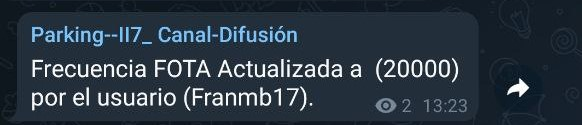 Parking--II7_ Canal-Difusión
Frecuencia FOTA Actualizada a  (20000)
por el usuario (Franmb17).
2 13:23